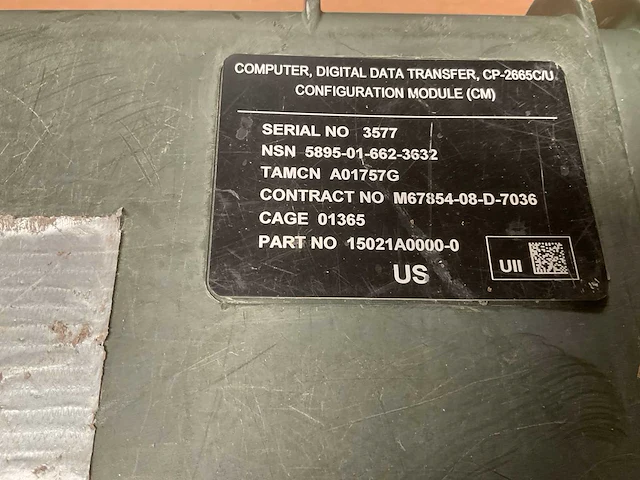 COMPUTER, DIGITAL DATA TRANSFER, CP-2665C/U
CONFIGURATION MODULE (CM)
SERIAL NO 3577
NSN 5895-01-662-3632
TAMCN A01757G
CONTRACT NO M67854-08-D-7036
CAGE 01365
PART NO 15021A0000-0
UII
US